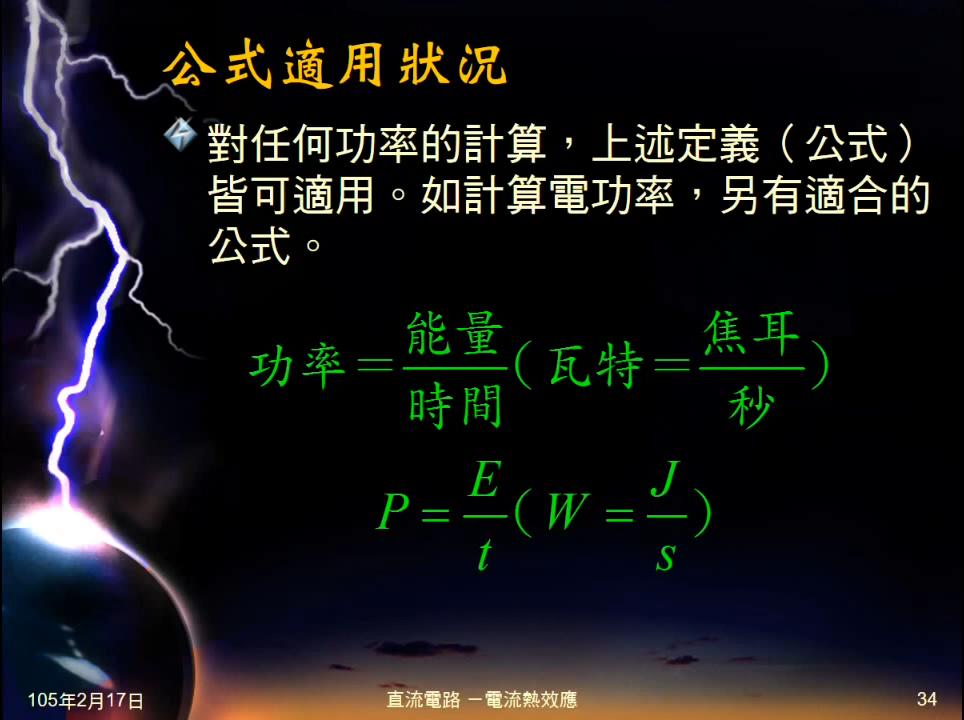 公式適用狀況
對任何功率的計算，上述定義（公式）
皆可適用。如計算電功率，另有適合的
公式。
功率＝能量/時間(瓦特＝焦耳/秒)
P = E/t (W = J/s)
105年2月17日
直流電路 －電流熱效應
34